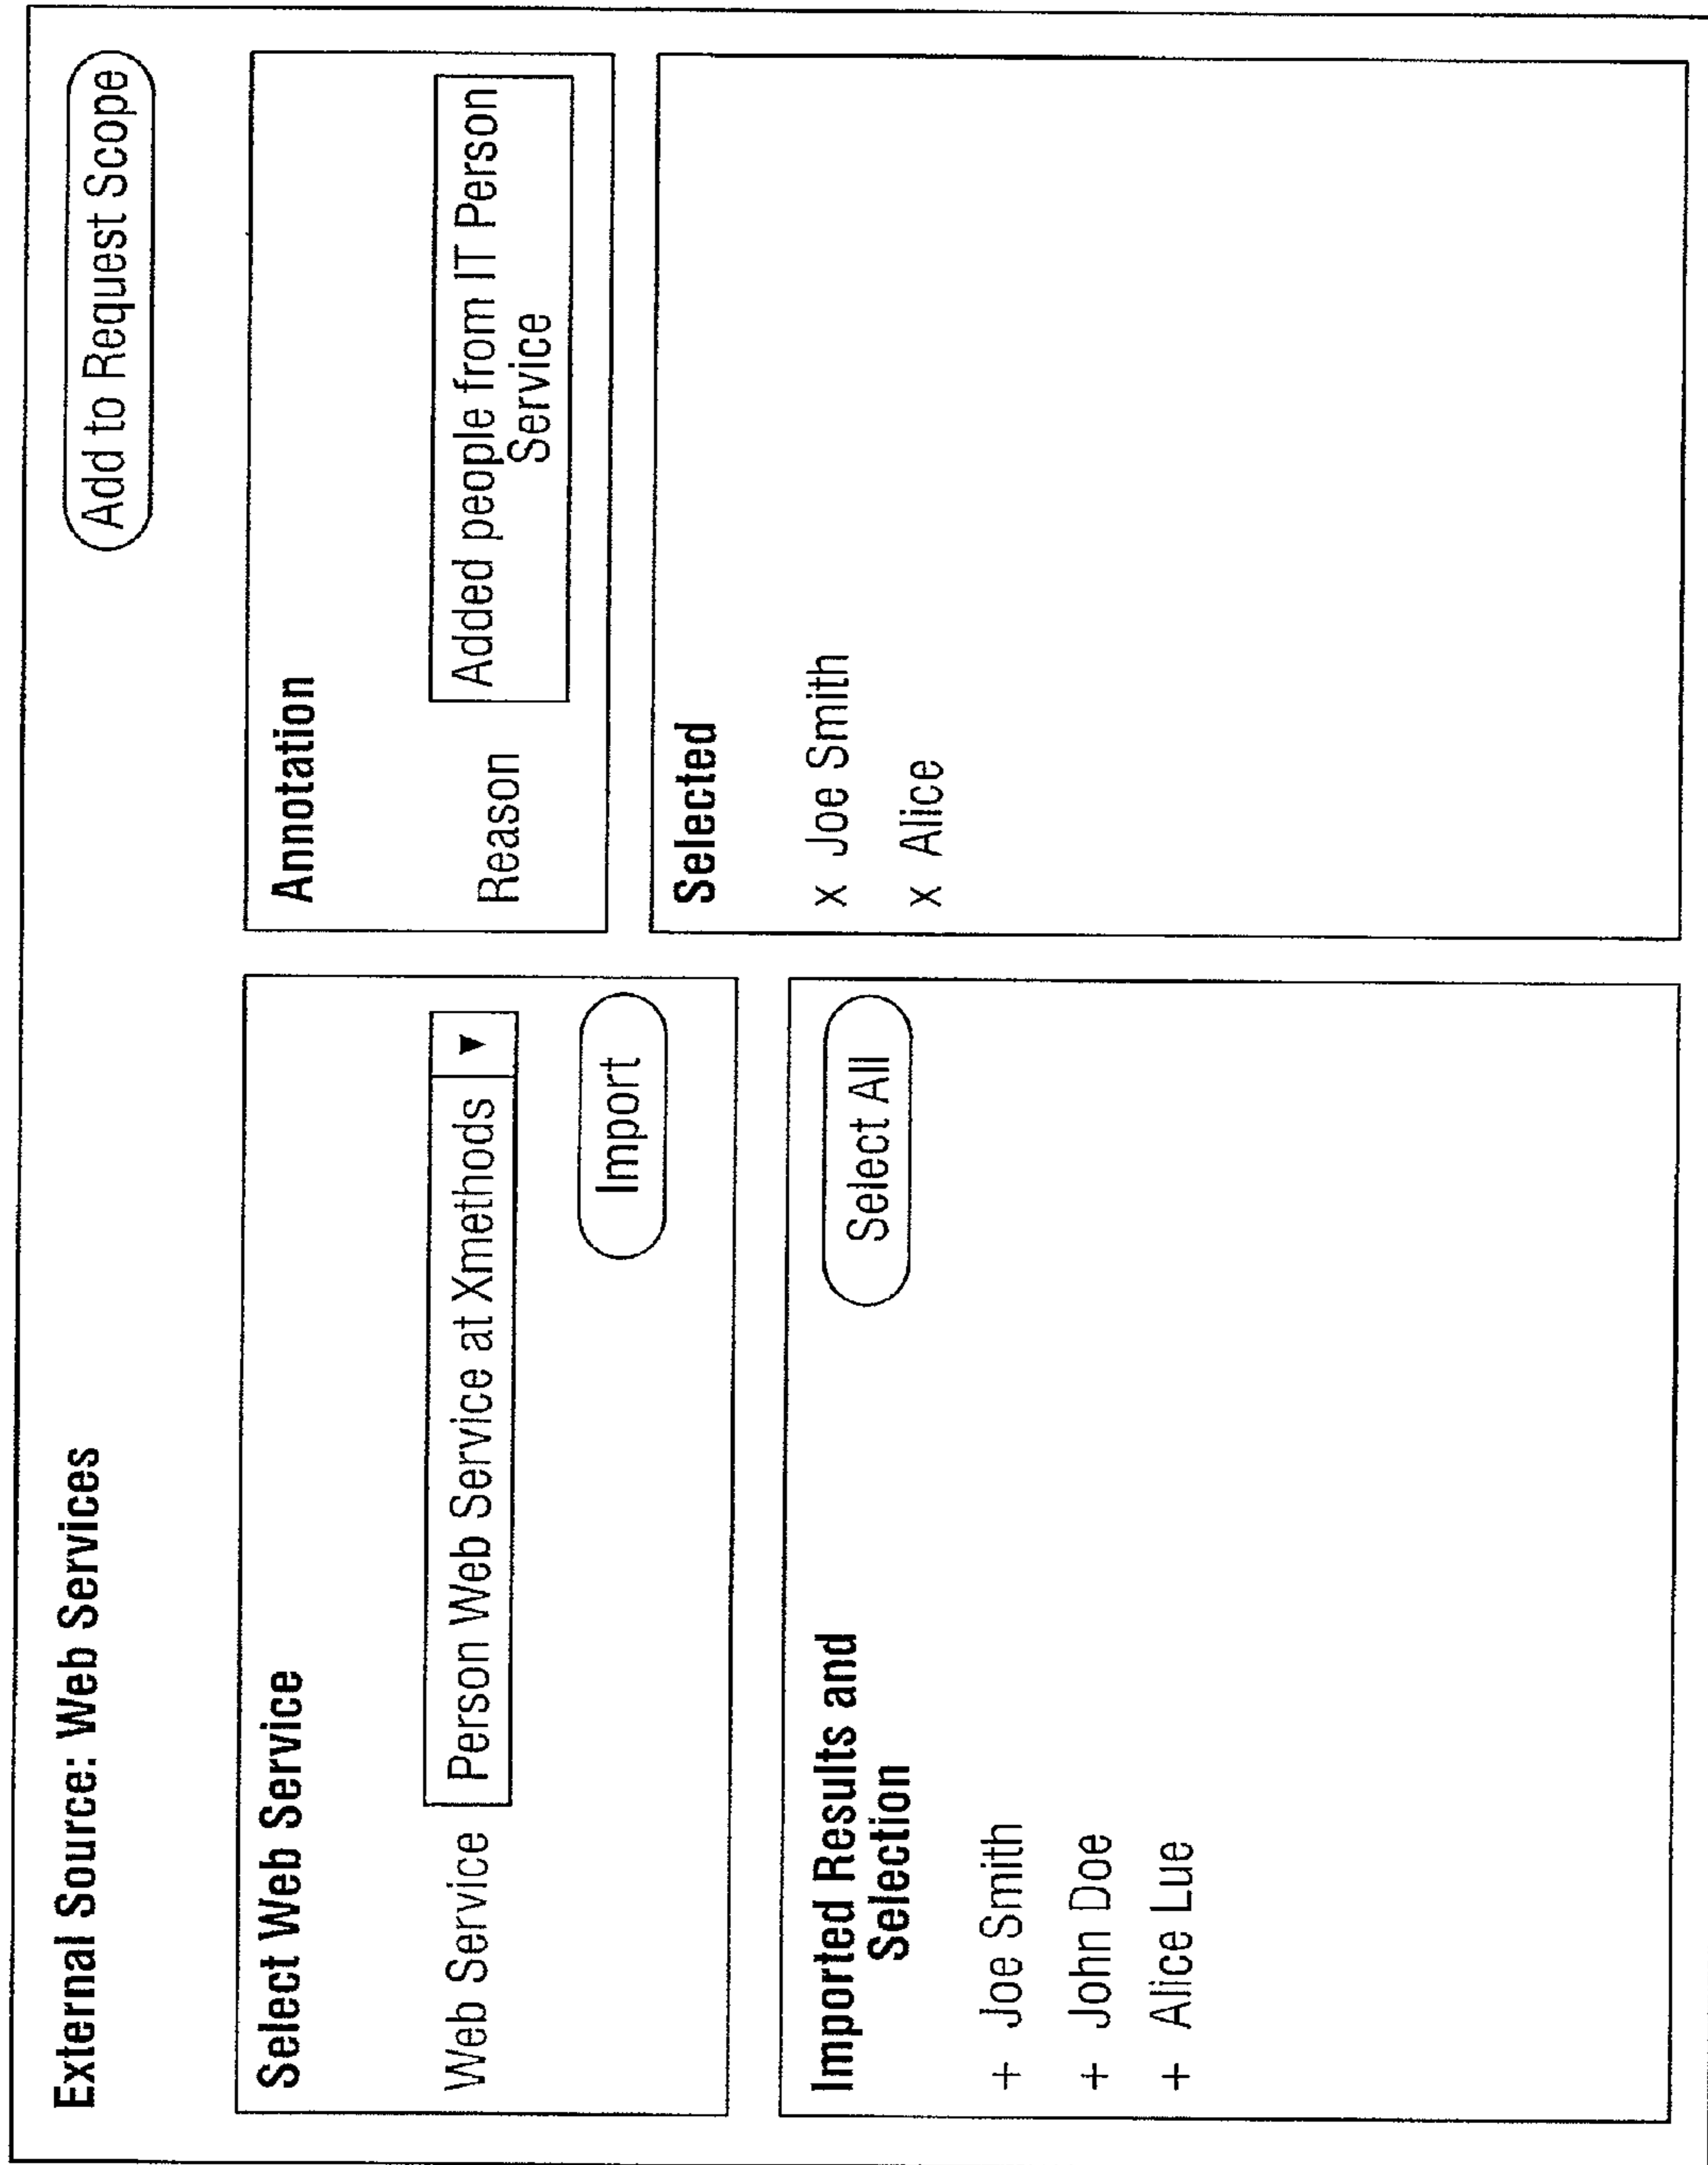 External Source: Web Services
Add to Request Scope
Select Web Service
Web Service Person Web Service at Xmethods ▼
Import
Annotation
Reason Added people from IT Person
Service
Imported Results and
Selection
Select All
+ Joe Smith
+ John Doe
+ Alice Lue
Selected
x Joe Smith
x Alice